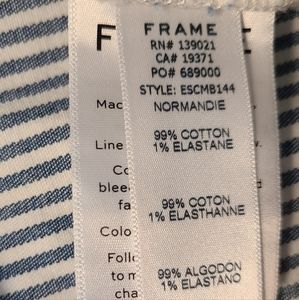 FRAME
RN# 139021
CA# 19371
PO# 689000
STYLE: ESCMB144
NORMANDIE
99% COTTON
1% ELASTANE
99% COTON
1% ELASTHANNE
99% ALGODON
1% ELASTANO
F
Mad
Line
Co
blee
fa
Colo
Follo
to m
cha